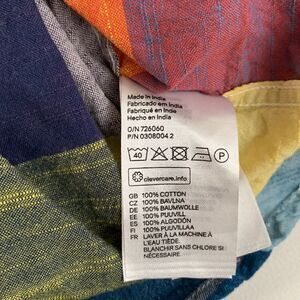 Made in India
Fabricado em Índia
Fabriqué en Inde
Hecho en India
O/N 726060
P/N 0308004 2
40 P
clevercare.info
GB 100% COTTON
CZ 100% BAVLNA
DE 100% BAUMWOLLE
EE 100% PUUVILL
ES 100% ALGODÓN
FI 100% PUUVILLAA
FR LAVER À LA MACHINE À
L'EAU TIÈDE.
BLANCHIR SANS CHLORE SI
NÉCESSAIRE.